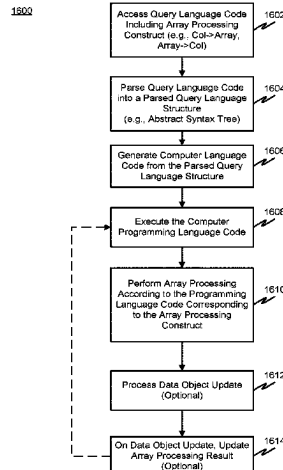 1600
Access Query Language Code
Including Array Processing
Construct (e.g., Col->Array,
Array->Col)
1602
Parse Query Language Code
into a Parsed Query Language
Structure
(e.g., Abstract Syntax Tree)
1604
Generate Computer Language
Code from the Parsed Query
Language Structure
1606
Execute the Computer
Programming Language Code
1608
Perform Array Processing
According to the Programming
Language Code Corresponding
to the Array Processing
Construct
1610
Process Data Object Update
(Optional)
1612
On Data Object Update, Update
Array Processing Result
(Optional)
1614